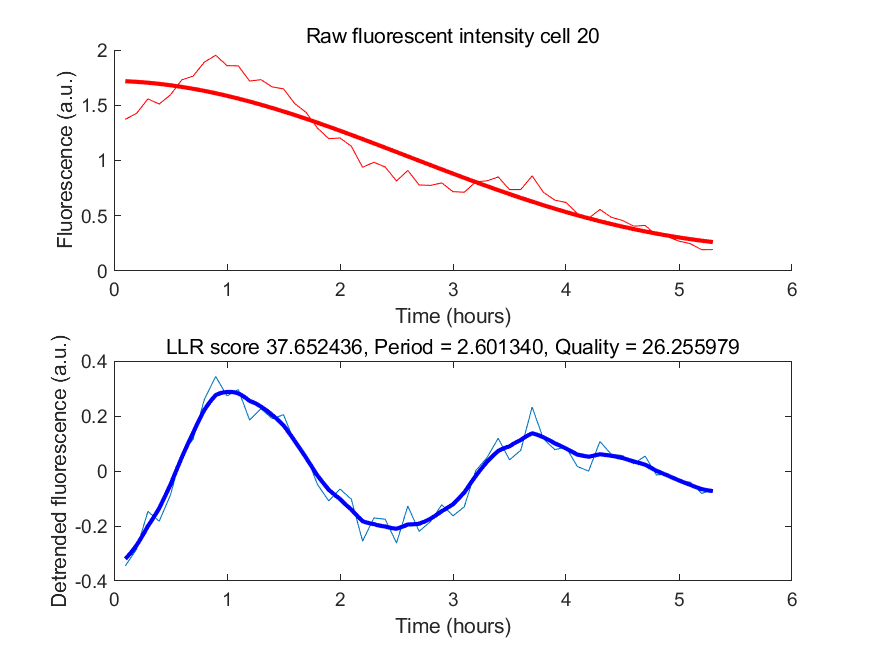 Raw fluorescent intensity cell 20
Fluorescence (a.u.)
2
1.5
1
0.5
0
0 1 2 3 4 5 6
Time (hours)
LLR score 37.652436, Period = 2.601340, Quality = 26.255979
Detrended fluorescence (a.u.)
0.4
0.2
0
-0.2
-0.4
0 1 2 3 4 5 6
Time (hours)